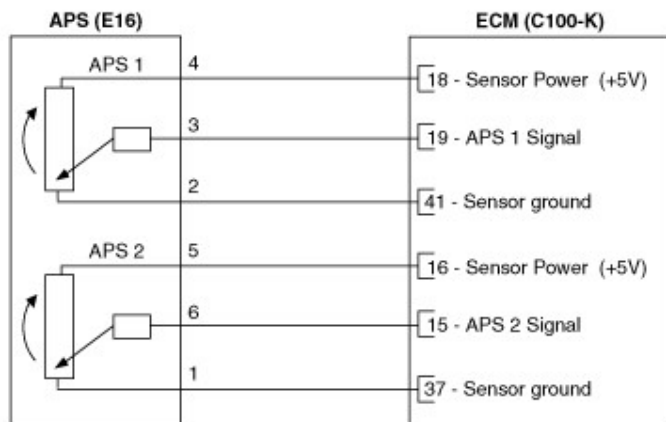 APS (E16)
ECM (C100-K)
APS 1
4
18 - Sensor Power (+5V)
3
19 - APS 1 Signal
2
41 - Sensor ground
APS 2
5
16 - Sensor Power (+5V)
6
15 - APS 2 Signal
1
37 - Sensor ground